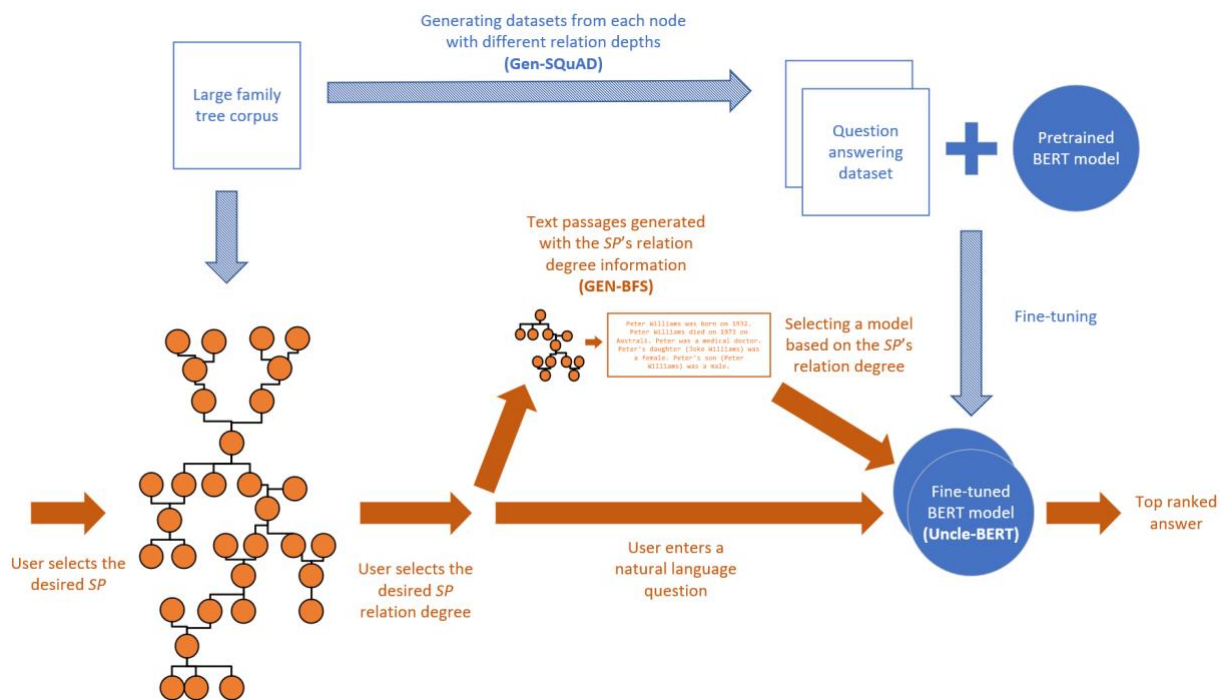 Generating datasets from each node
with different relation depths
(Gen-SQuAD)
Large family
tree corpus
Question
answering
dataset
Pretrained
BERT model
Text passages generated
with the SP's relation
degree information
(GEN-BFS)
Peter Williams was born on 1932.
Peter Williams died on 1973 on
Australi. Peter was a medical doctor.
Peter's daughter (Joke Williams) was
a female. Peter's son (Peter
Williams) was a male.
Selecting a model
based on the SP's
relation degree
Fine-tuning
Fine-tuned
BERT model
(Uncle-BERT)
Top ranked
answer
User selects the
desired SP
User selects the
desired SP
relation degree
User enters a
natural language
question